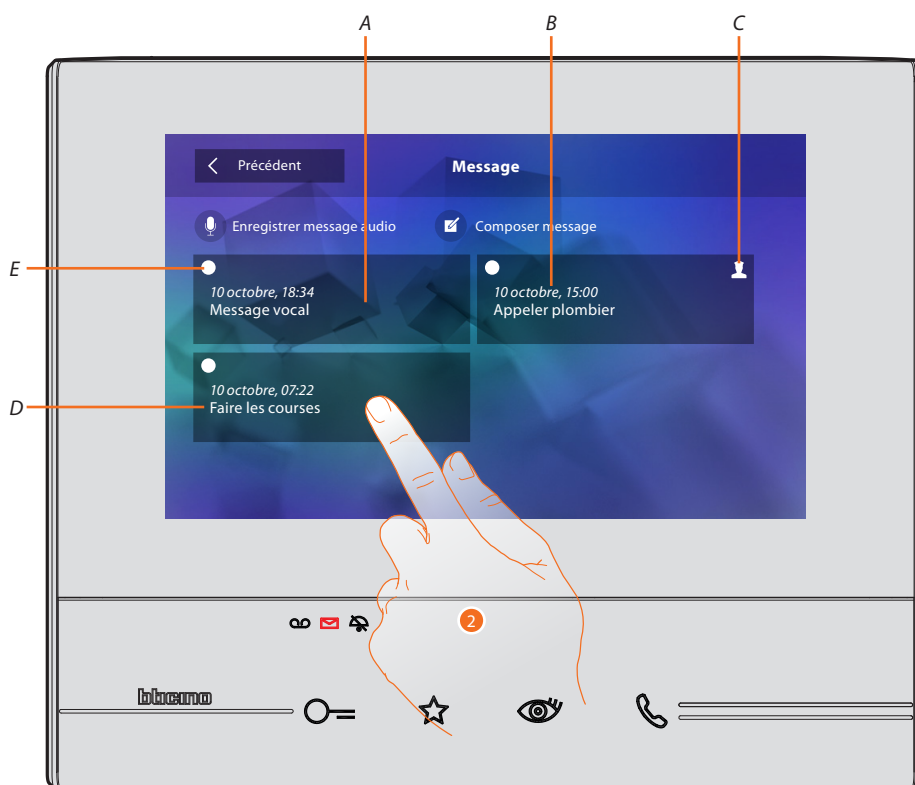 A B C
Précédent Message
Enregistrer message audio Composer message
E
10 octobre, 18:34
Message vocal
10 octobre, 15:00
Appeler plombier
D
10 octobre, 07:22
Faire les courses
2
bticino